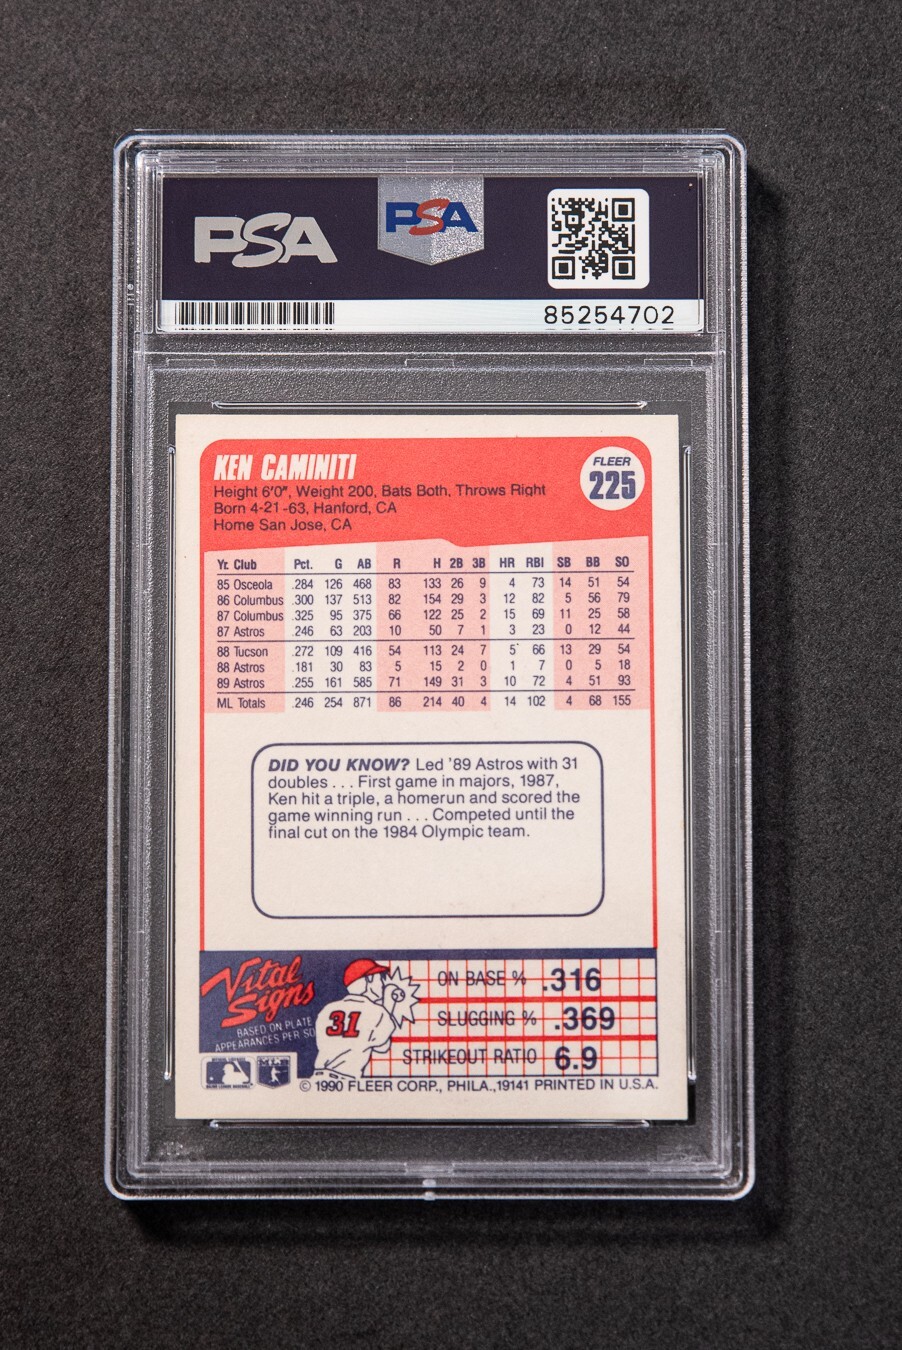 PSA
PSA
85254702
KEN CAMINITI
FLEER
225
Height 6'0", Weight 200, Bats Both, Throws Right
Born 4-21-63, Hanford, CA
Home San Jose, CA
Yr. Club Pct. G AB R H 2B 3B HR RBI SB BB SO
85 Osceola .284 126 468 83 133 26 9 4 73 14 51 54
86 Columbus .300 137 513 82 154 29 3 12 82 5 56 79
87 Columbus .325 95 375 66 122 25 2 15 69 11 25 58
87 Astros .246 63 203 10 50 7 1 3 23 0 12 44
88 Tucson .272 109 416 54 113 24 7 5 66 13 29 54
88 Astros .181 30 83 5 15 2 0 1 7 0 5 18
89 Astros .255 161 585 71 149 31 3 10 72 4 51 93
ML Totals .246 254 871 86 214 40 4 14 102 4 68 155
DID YOU KNOW? Led '89 Astros with 31
doubles . . . First game in majors, 1987,
Ken hit a triple, a homerun and scored the
game winning run . . . Competed until the
final cut on the 1984 Olympic team.
Vital
Signs
BASED ON PLATE
APPEARANCES PER SO
31
ON BASE % .316
SLUGGING % .369
STRIKEOUT RATIO 6.9
© 1990 FLEER CORP., PHILA., 19141 PRINTED IN U.S.A.